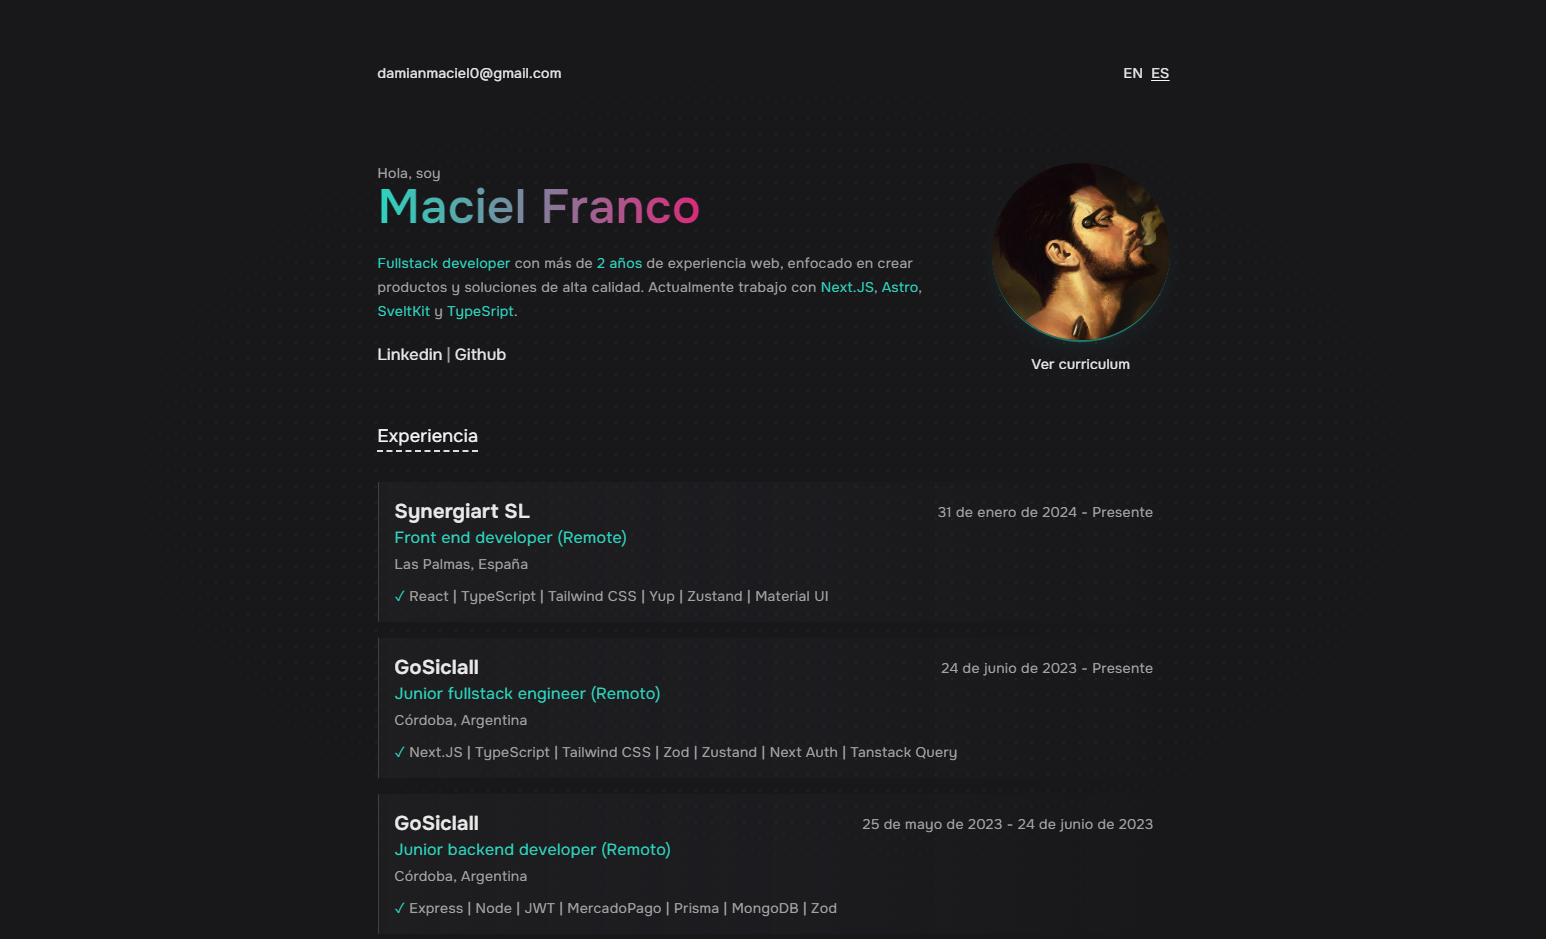 damianmaciel0@gmail.com
EN ES
Hola, soy
Maciel Franco
Fullstack developer con más de 2 años de experiencia web, enfocado en crear
productos y soluciones de alta calidad. Actualmente trabajo con Next.JS, Astro,
SveltKit y TypeSript.
Linkedin | Github
Ver curriculum
Experiencia
Synergiart SL
31 de enero de 2024 - Presente
Front end developer (Remote)
Las Palmas, España
✓ React | TypeScript | Tailwind CSS | Yup | Zustand | Material UI
GoSiclall
24 de junio de 2023 - Presente
Junior fullstack engineer (Remoto)
Córdoba, Argentina
✓ Next.JS | TypeScript | Tailwind CSS | Zod | Zustand | Next Auth | Tanstack Query
GoSiclall
25 de mayo de 2023 - 24 de junio de 2023
Junior backend developer (Remoto)
Córdoba, Argentina
✓ Express | Node | JWT | MercadoPago | Prisma | MongoDB | Zod